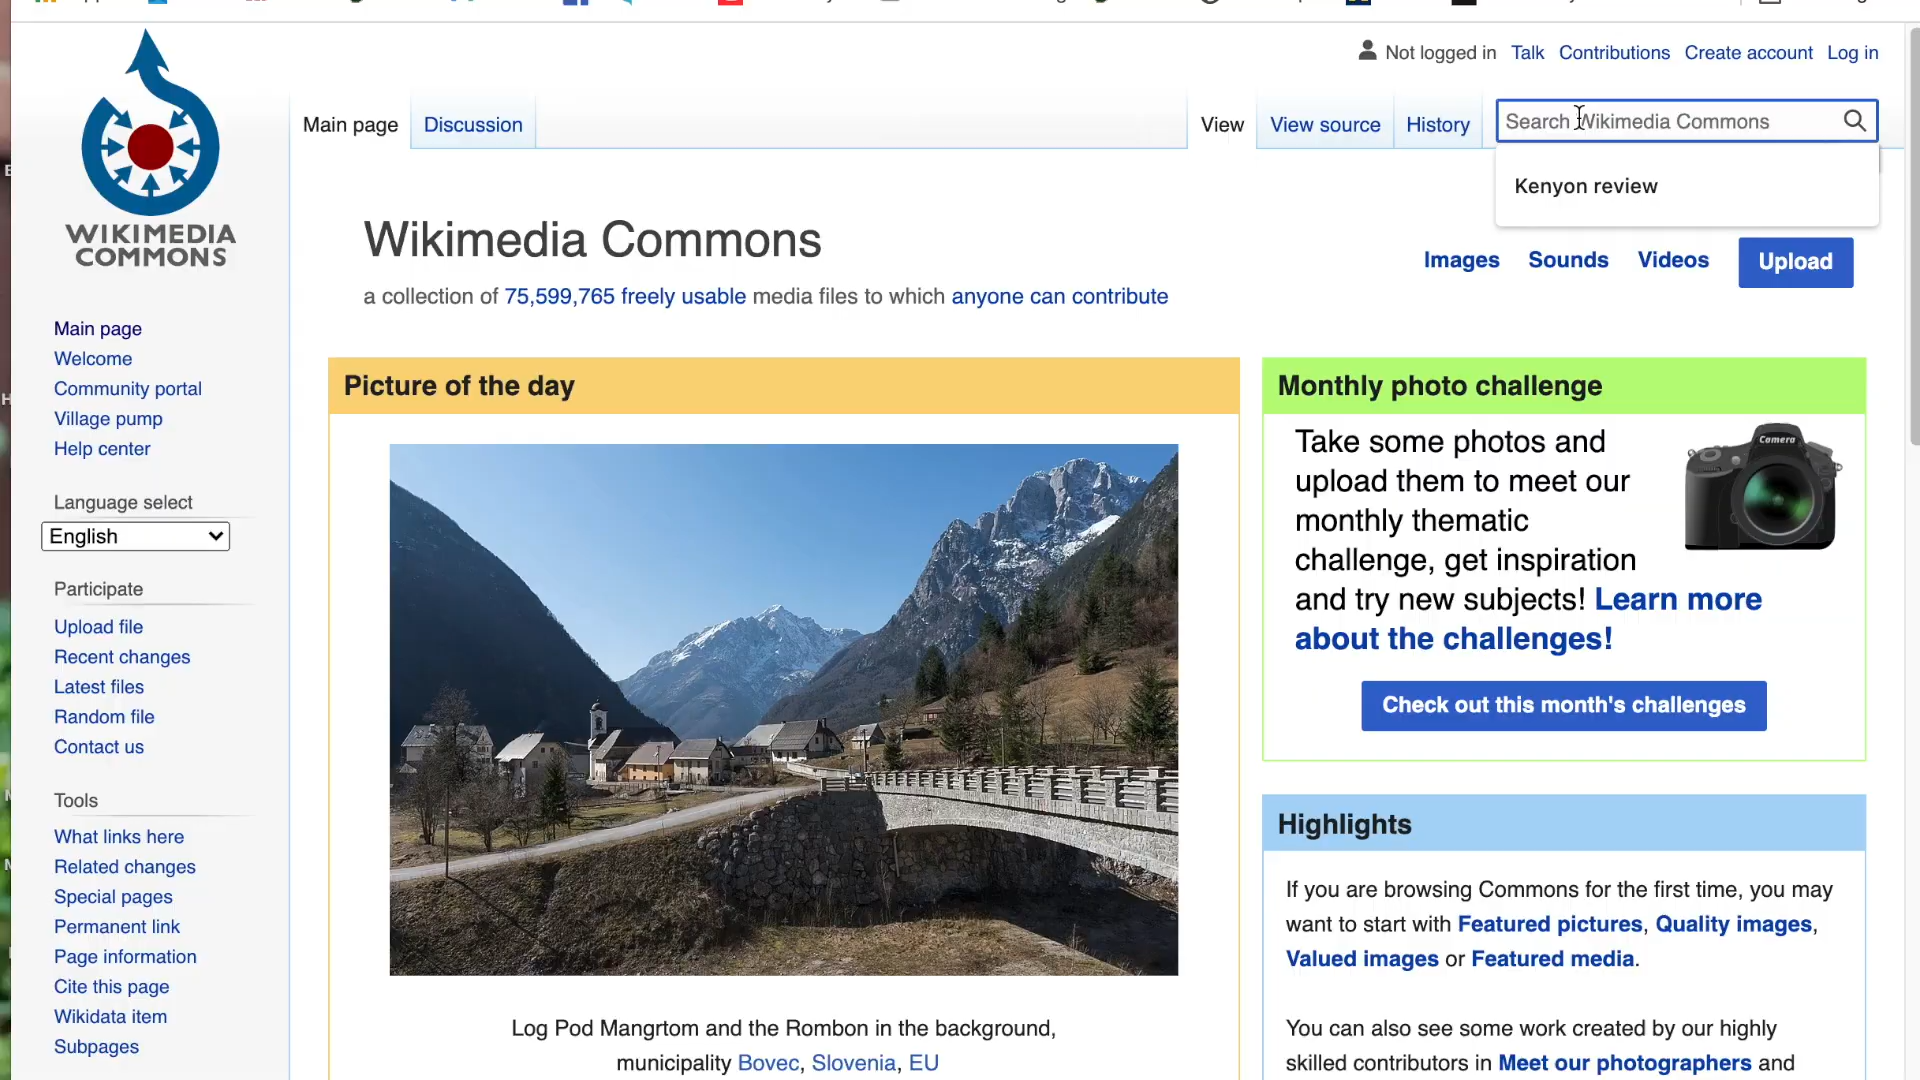 Not logged in Talk Contributions Create account Log in
Main page Discussion View View source History Search Wikimedia Commons
Kenyon review
WIKIMEDIA
COMMONS
Wikimedia Commons
Images Sounds Videos Upload
a collection of 75,599,765 freely usable media files to which anyone can contribute
Main page
Welcome
Community portal
Village pump
Help center
Language select
English
Participate
Upload file
Recent changes
Latest files
Random file
Contact us
Tools
What links here
Related changes
Special pages
Permanent link
Page information
Cite this page
Wikidata item
Subpages
Picture of the day
Log Pod Mangrtom and the Rombon in the background,
municipality Bovec, Slovenia, EU
Monthly photo challenge
Camera
Take some photos and
upload them to meet our
monthly thematic
challenge, get inspiration
and try new subjects! Learn more
about the challenges!
Check out this month's challenges
Highlights
If you are browsing Commons for the first time, you may
want to start with Featured pictures, Quality images,
Valued images or Featured media.
You can also see some work created by our highly
skilled contributors in Meet our photographers and